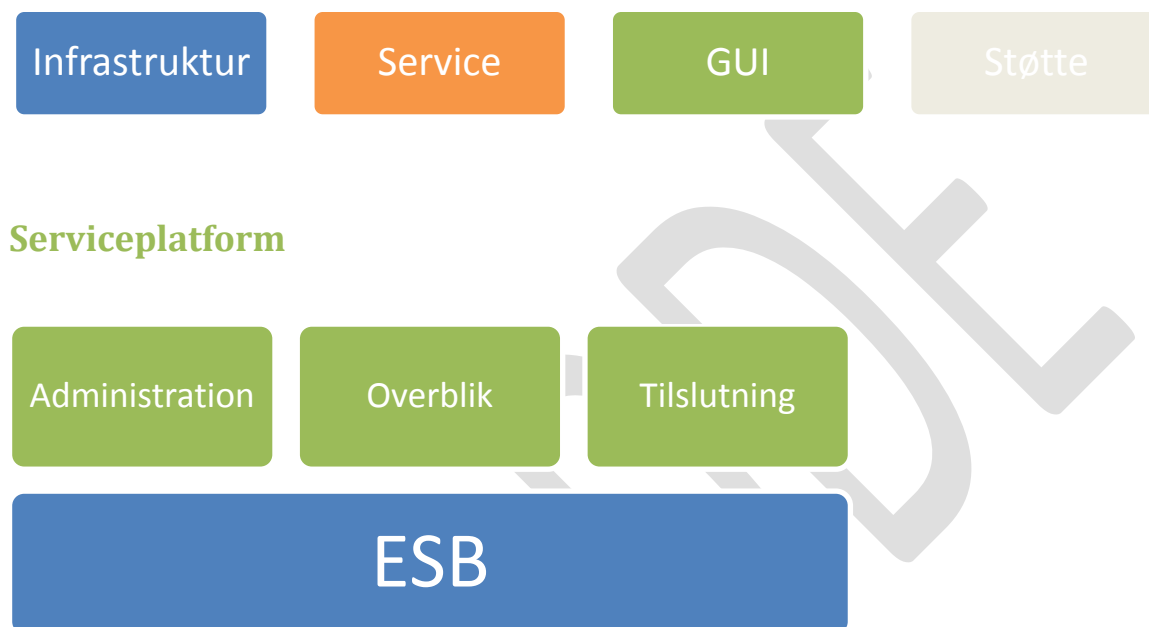 Infrastruktur
Service
GUI
Støtte
Serviceplatform
Administration
Overblik
Tilslutning
ESB